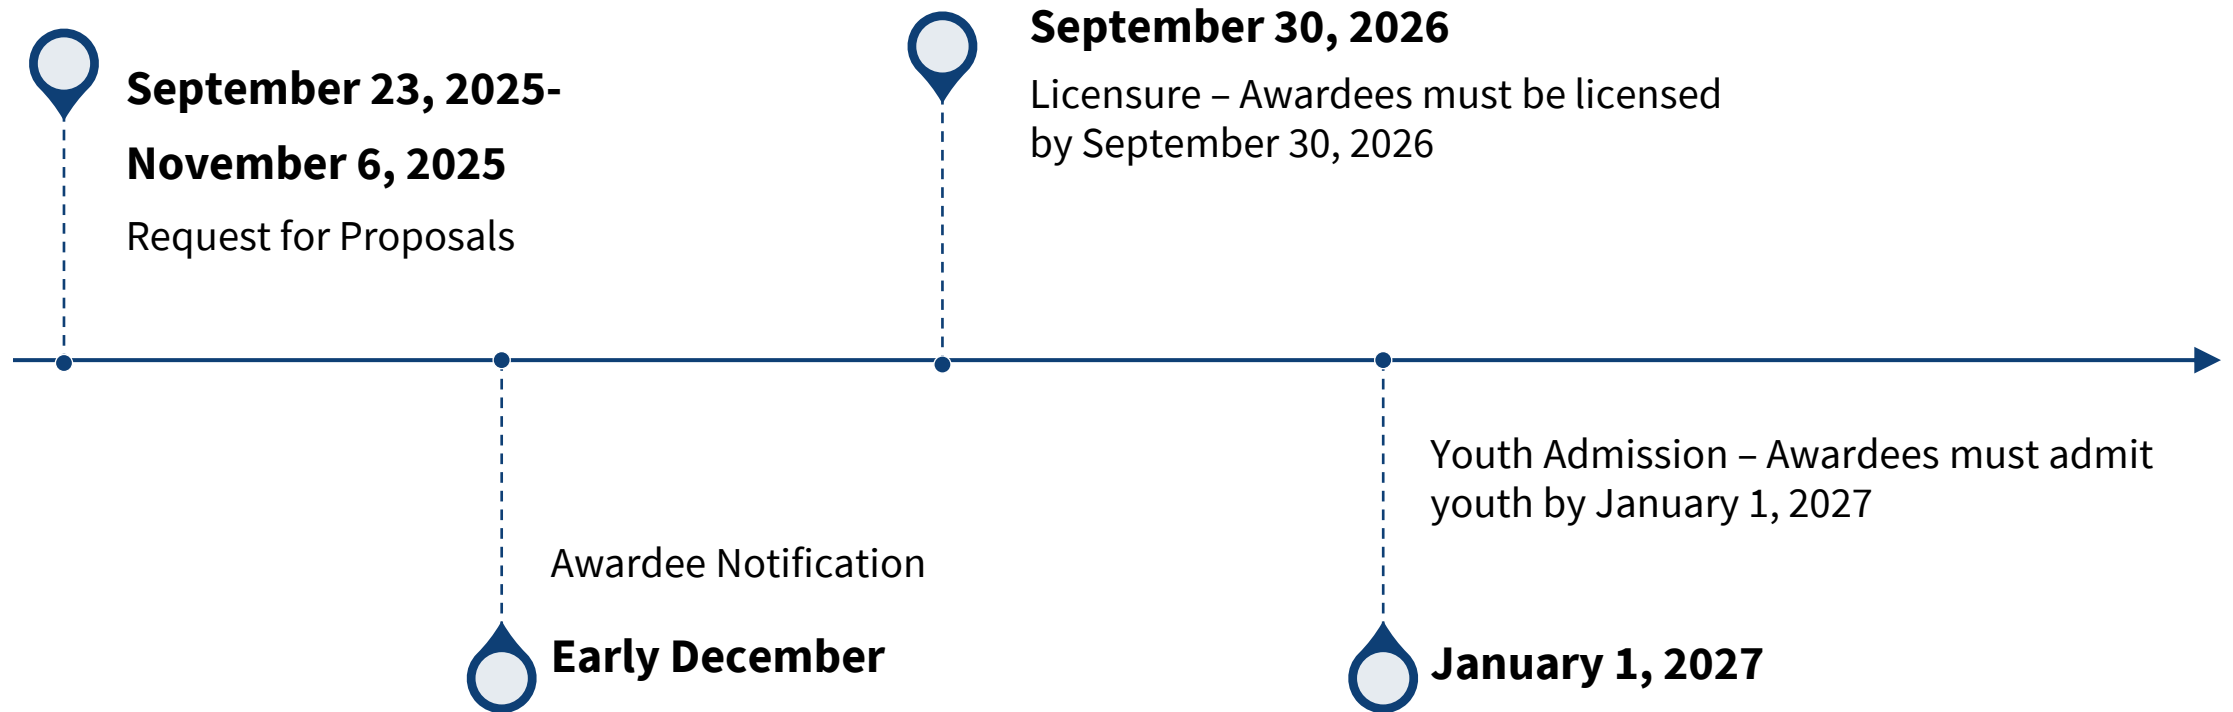 September 23, 2025-
November 6, 2025
Request for Proposals
Awardee Notification
Early December
September 30, 2026
Licensure – Awardees must be licensed
by September 30, 2026
Youth Admission – Awardees must admit
youth by January 1, 2027
January 1, 2027